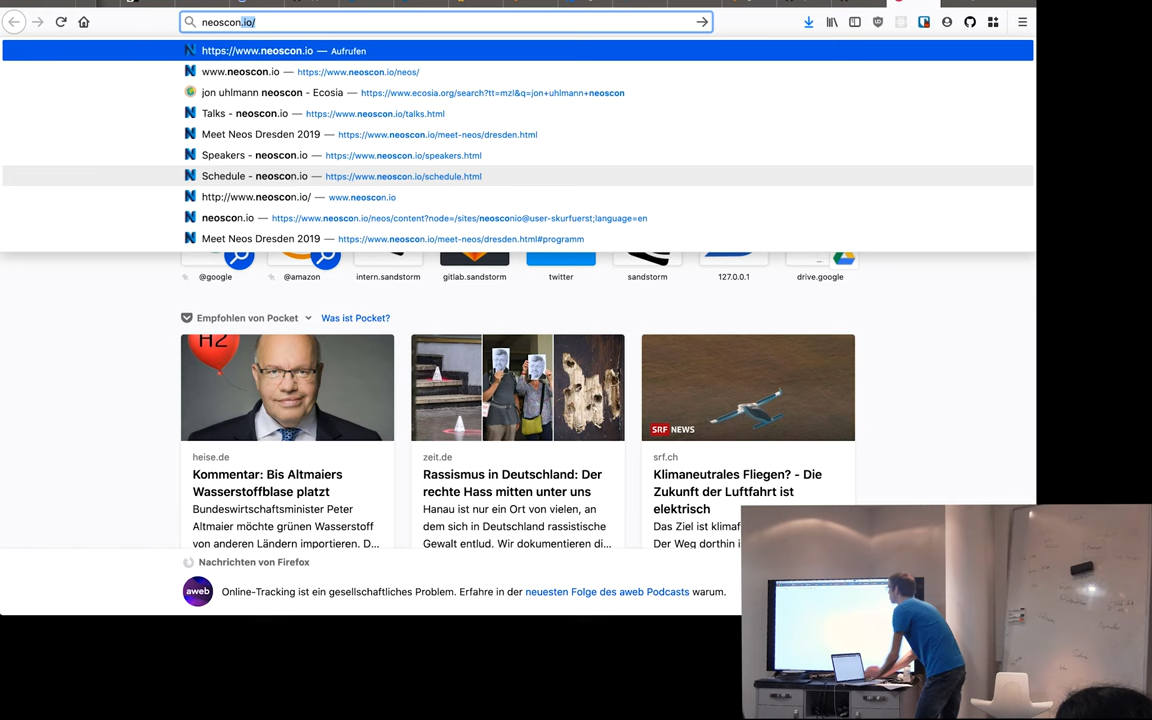 neoscon.io/
https://www.neoscon.io — Aufrufen
www.neoscon.io — https://www.neoscon.io/neos/
jon uhlmann neoscon - Ecosia — https://www.ecosia.org/search?tt=mzl&q=jon+uhlmann+neoscon
Talks - neoscon.io — https://www.neoscon.io/talks.html
Meet Neos Dresden 2019 — https://www.neoscon.io/meet-neos/dresden.html
Speakers - neoscon.io — https://www.neoscon.io/speakers.html
Schedule - neoscon.io — https://www.neoscon.io/schedule.html
http://www.neoscon.io/ — www.neoscon.io
neoscon.io — https://www.neoscon.io/neos/content?node=/sites/neosconio@user-skurfuerst;language=en
Meet Neos Dresden 2019 — https://www.neoscon.io/meet-neos/dresden.html#programm
@google @amazon intern.sandstorm gitlab.sandstorm twitter sandstorm 127.0.0.1 drive.google
Empfohlen von Pocket Was ist Pocket?
H2
SRF NEWS
heise.de
Kommentar: Bis Altmaiers
Wasserstoffblase platzt
Bundeswirtschaftsminister Peter
Altmaier möchte grünen Wasserstoff
von anderen Ländern importieren. D...
zeit.de
Rassismus in Deutschland: Der
rechte Hass mitten unter uns
Hanau ist nur ein Ort von vielen, an
dem sich in Deutschland rassistische
Gewalt entlud. Wir dokumentieren di...
srf.ch
Klimaneutrales Fliegen? - Die
Zukunft der Luftfahrt ist
elektrisch
Das Ziel ist klimaf
Der Weg dorthin i
Nachrichten von Firefox
aweb
Online-Tracking ist ein gesellschaftliches Problem. Erfahre in der neuesten Folge des aweb Podcasts warum.